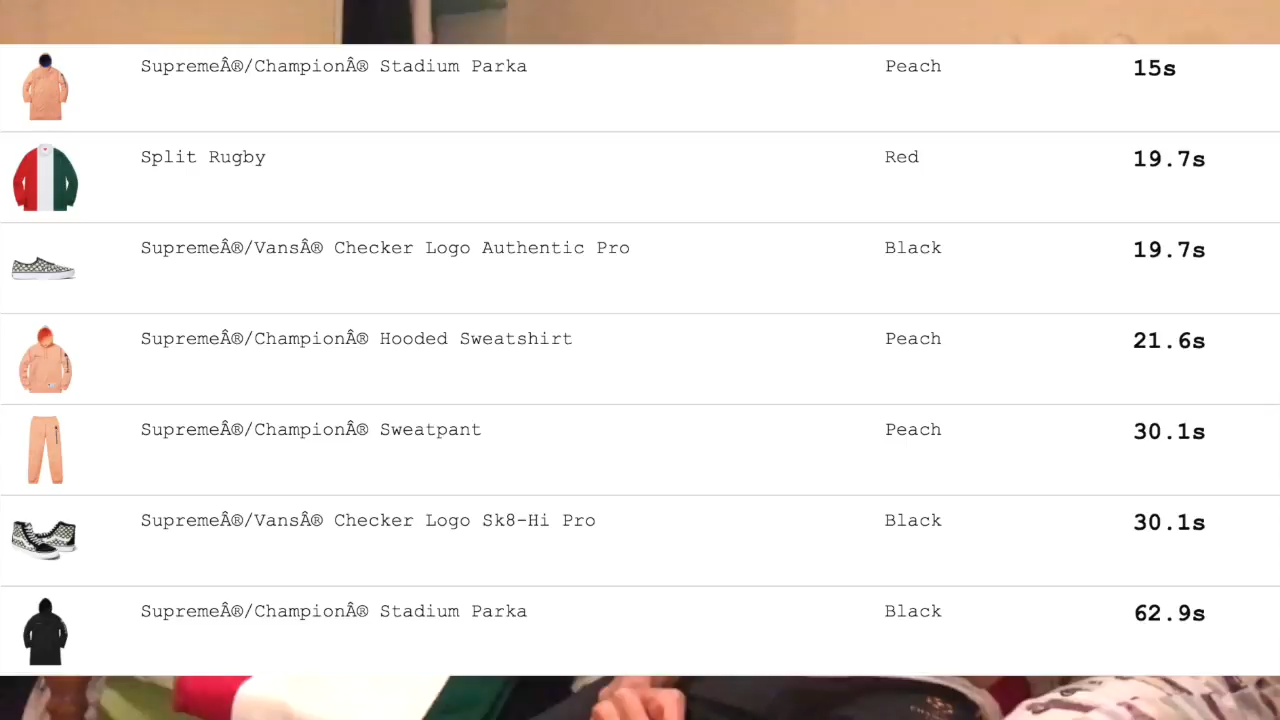 SupremeÂ®/ChampionÂ® Stadium Parka Peach 15s
Split Rugby Red 19.7s
SupremeÂ®/VansÂ® Checker Logo Authentic Pro Black 19.7s
SupremeÂ®/ChampionÂ® Hooded Sweatshirt Peach 21.6s
SupremeÂ®/ChampionÂ® Sweatpant Peach 30.1s
SupremeÂ®/VansÂ® Checker Logo Sk8-Hi Pro Black 30.1s
SupremeÂ®/ChampionÂ® Stadium Parka Black 62.9s